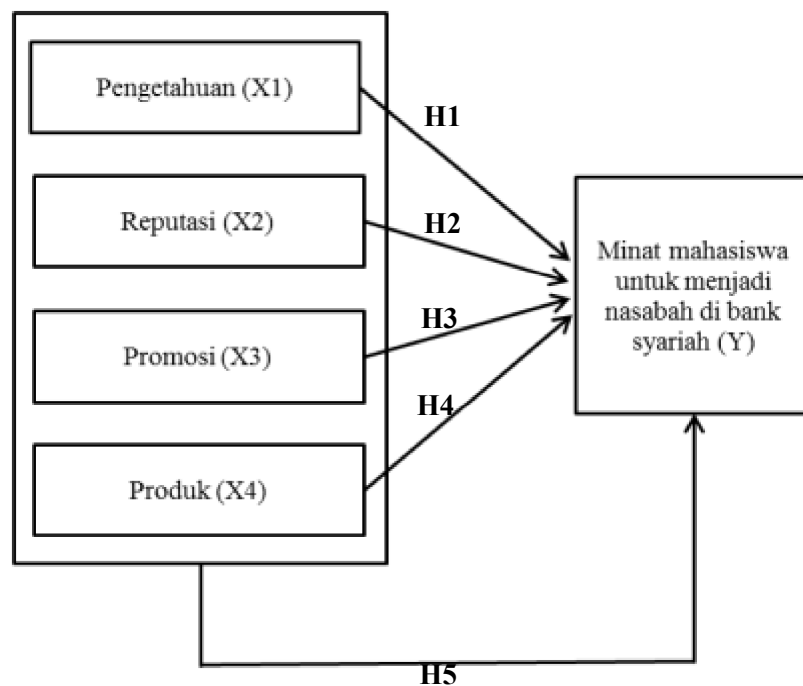 Pengetahuan (X1)
H1
Reputasi (X2)
H2
Minat mahasiswa
untuk menjadi
nasabah di bank
syariah (Y)
H3
Promosi (X3)
H4
Produk (X4)
H5